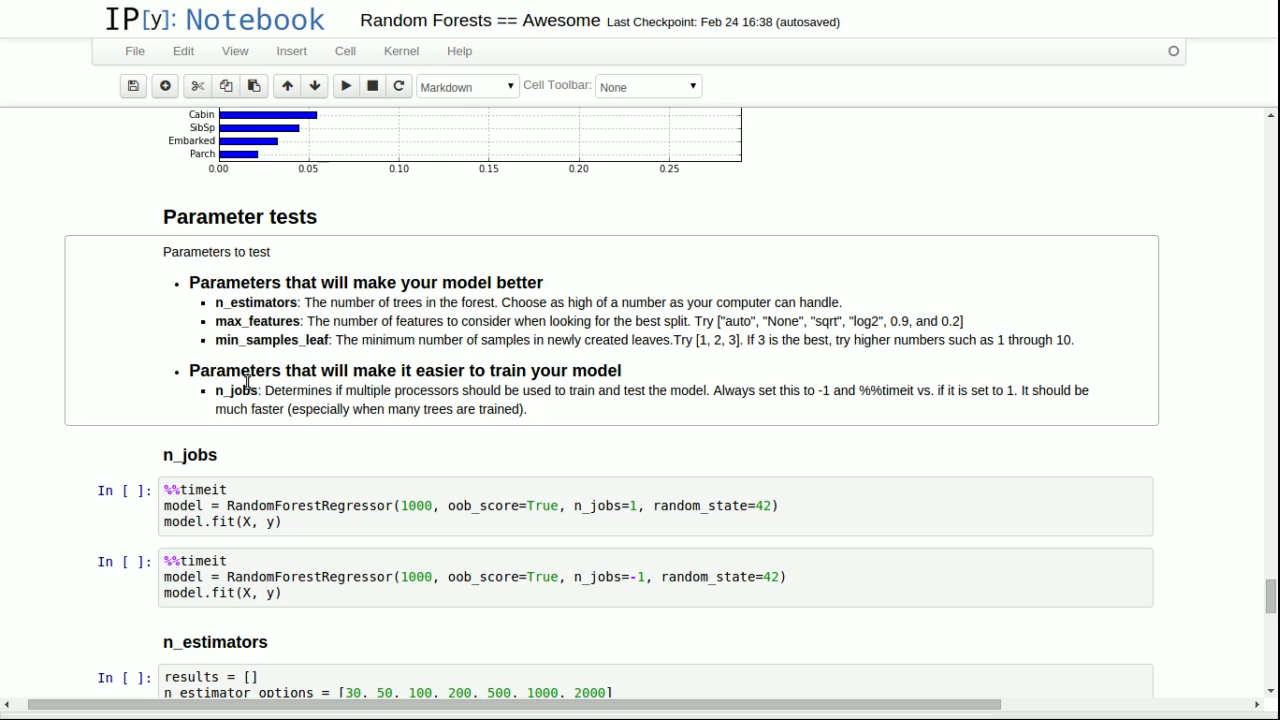 IP[y]: Notebook Random Forests == Awesome Last Checkpoint: Feb 24 16:38 (autosaved)
File Edit View Insert Cell Kernel Help
Markdown Cell Toolbar: None
Cabin
SibSp
Embarked
Parch
0.00 0.05 0.10 0.15 0.20 0.25
Parameter tests
Parameters to test
• Parameters that will make your model better
▪ n_estimators: The number of trees in the forest. Choose as high of a number as your computer can handle.
▪ max_features: The number of features to consider when looking for the best split. Try ["auto", "None", "sqrt", "log2", 0.9, and 0.2]
▪ min_samples_leaf: The minimum number of samples in newly created leaves.Try [1, 2, 3]. If 3 is the best, try higher numbers such as 1 through 10.
• Parameters that will make it easier to train your model
▪ n_jobs: Determines if multiple processors should be used to train and test the model. Always set this to -1 and %%timeit vs. if it is set to 1. It should be
much faster (especially when many trees are trained).
n_jobs
In [ ]: %%timeit
model = RandomForestRegressor(1000, oob_score=True, n_jobs=1, random_state=42)
model.fit(X, y)
In [ ]: %%timeit
model = RandomForestRegressor(1000, oob_score=True, n_jobs=-1, random_state=42)
model.fit(X, y)
n_estimators
In [ ]: results = []
n_estimator_options = [30, 50, 100, 200, 500, 1000, 2000]